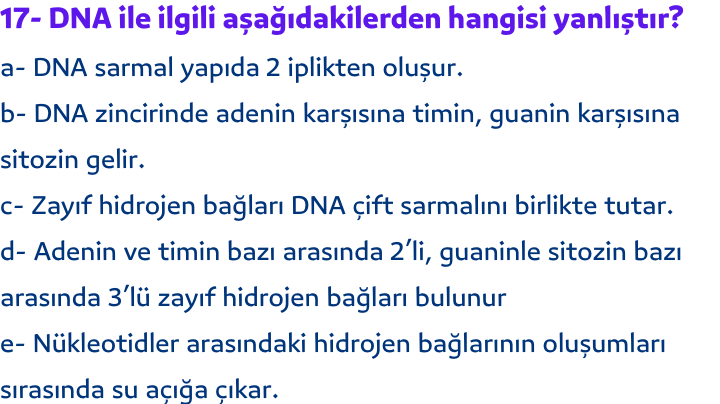 17- DNA ile ilgili aşağıdakilerden hangisi yanlıştır?
a- DNA sarmal yapıda 2 iplikten oluşur.
b- DNA zincirinde adenin karşısına timin, guanin karşısına
sitozin gelir.
c- Zayıf hidrojen bağları DNA çift sarmalını birlikte tutar.
d- Adenin ve timin bazı arasında 2’li, guaninle sitozin bazı
arasında 3’lü zayıf hidrojen bağları bulunur
e- Nükleotidler arasındaki hidrojen bağlarının oluşumları
sırasında su açığa çıkar.